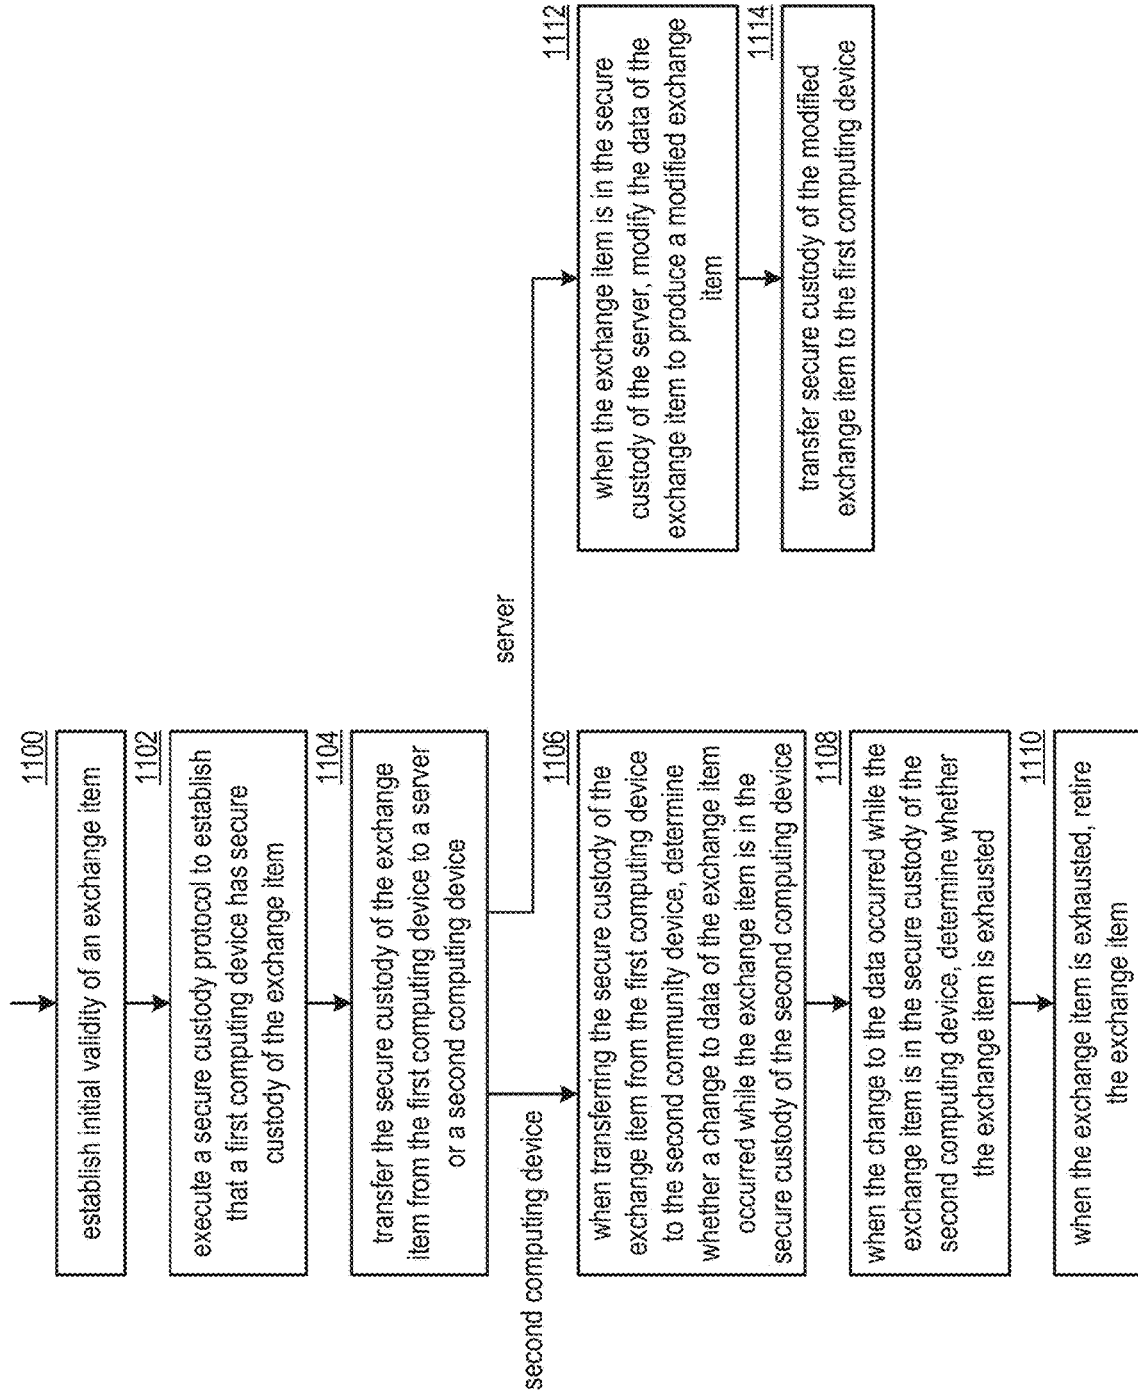 1100
establish initial validity of an exchange item
1102
execute a secure custody protocol to establish
that a first computing device has secure
custody of the exchange item
1104
transfer the secure custody of the exchange
item from the first computing device to a server
or a second computing device
second computing device
server
1106
when transferring the secure custody of the
exchange item from the first computing device
to the second community device, determine
whether a change to data of the exchange item
occurred while the exchange item is in the
secure custody of the second computing device
1108
when the change to the data occurred while the
exchange item is in the secure custody of the
second computing device, determine whether
the exchange item is exhausted
1110
when the exchange item is exhausted, retire
the exchange item
1112
when the exchange item is in the secure
custody of the server, modify the data of the
exchange item to produce a modified exchange
item
1114
transfer secure custody of the modified
exchange item to the first computing device